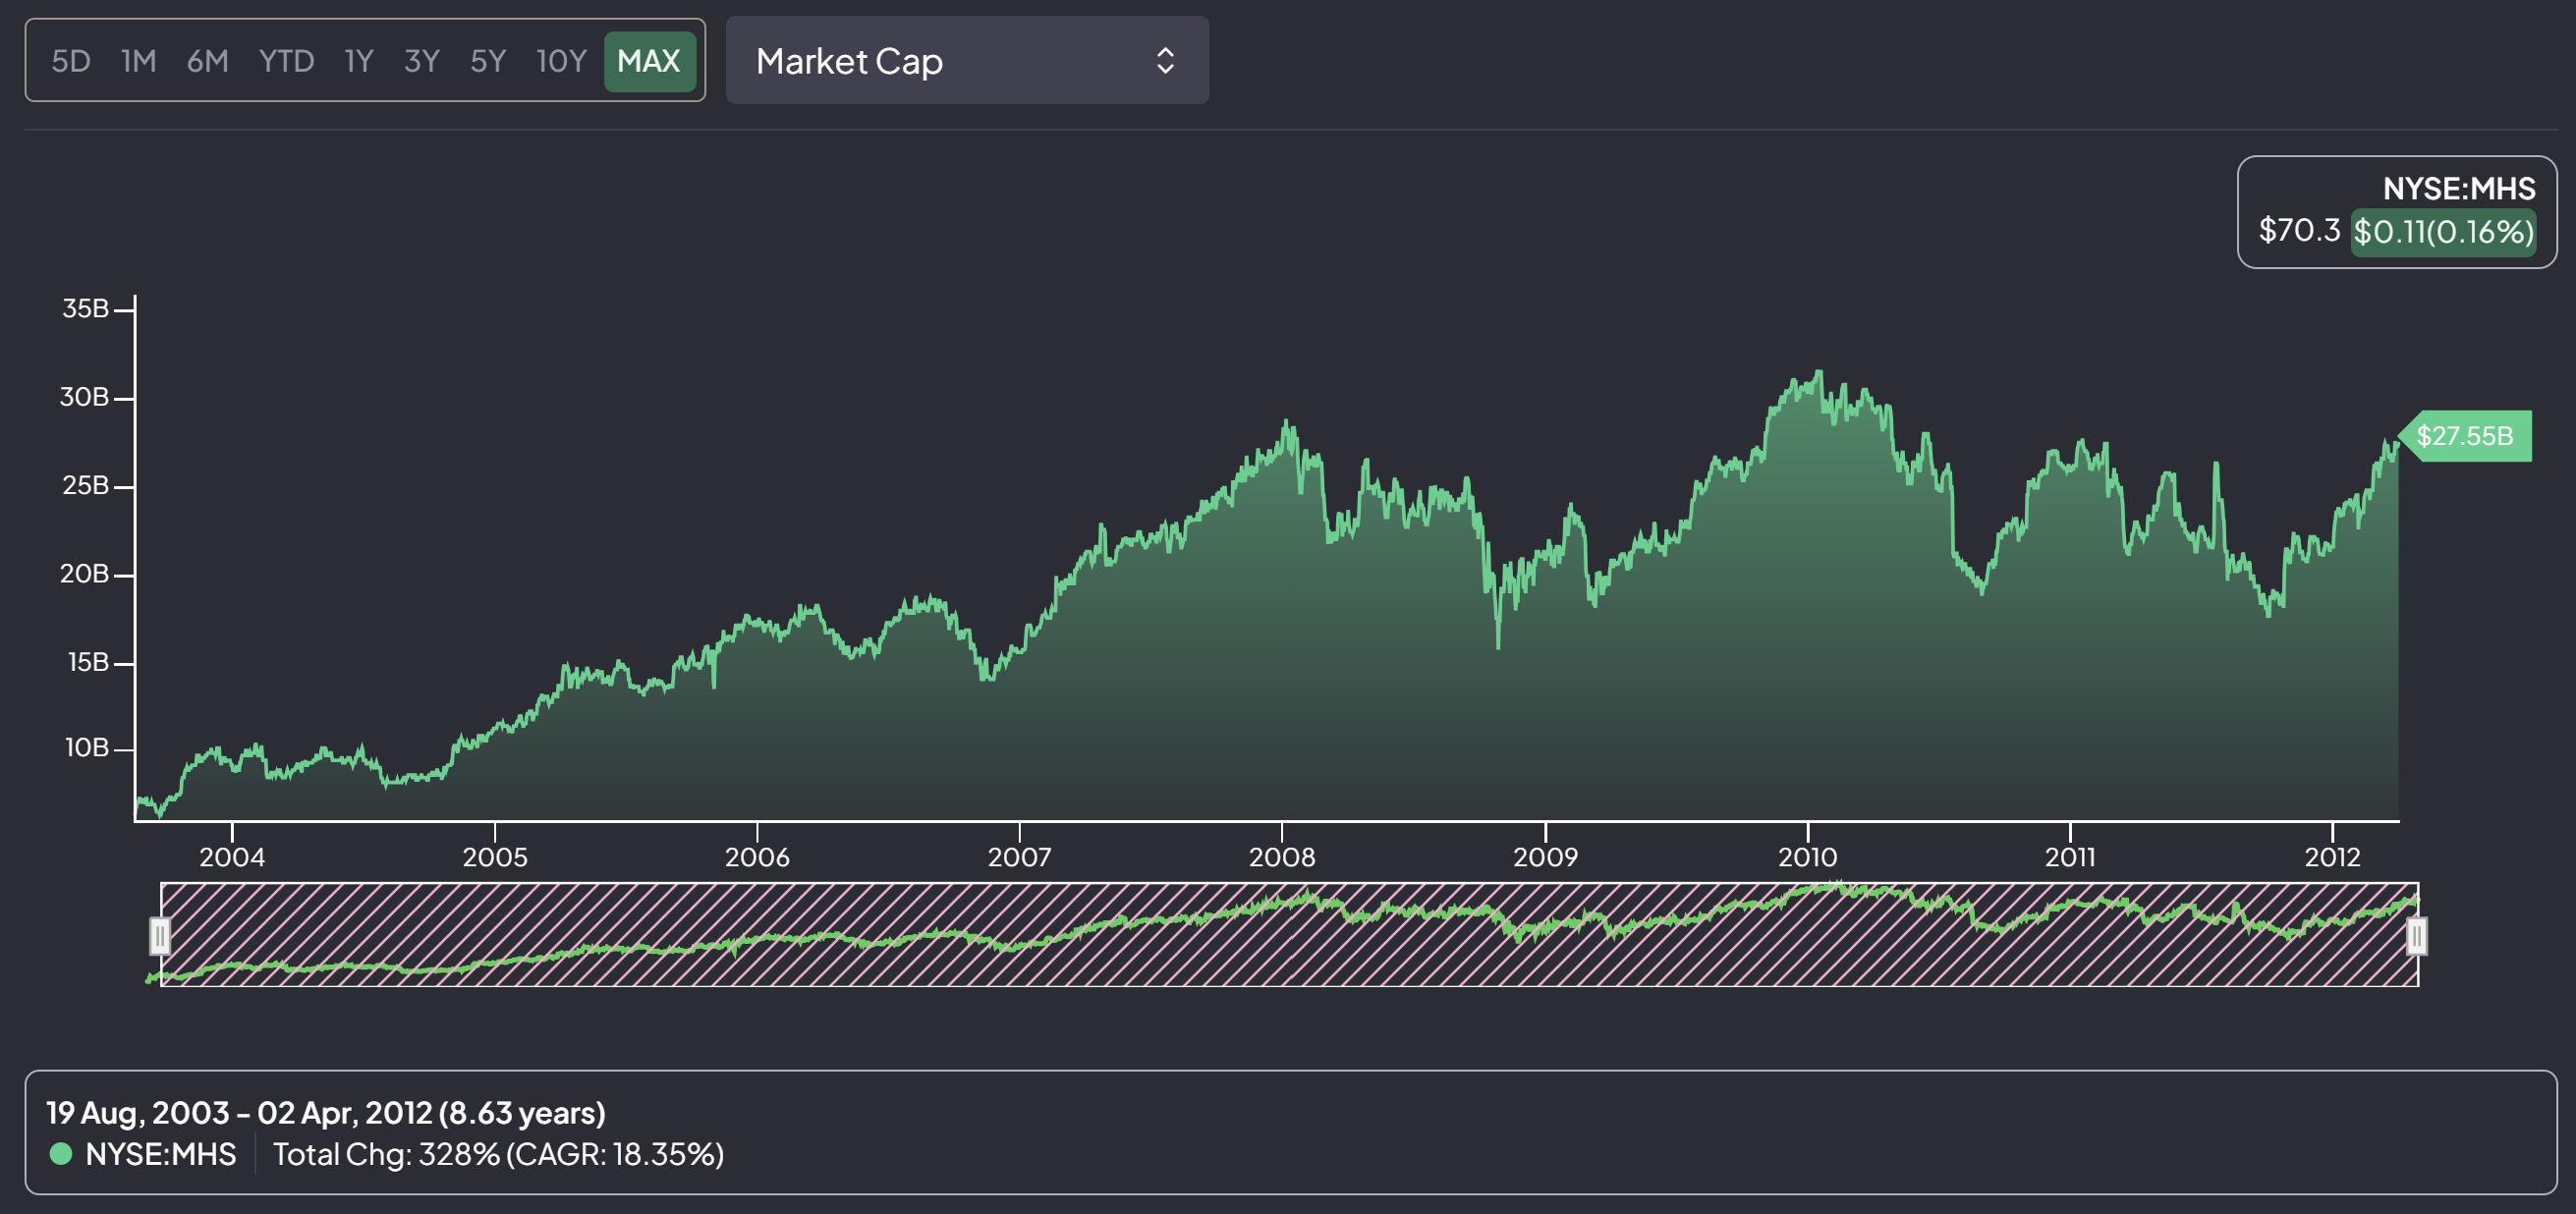 5D 1M 6M YTD 1Y 3Y 5Y 10Y MAX Market Cap
NYSE:MHS
$70.3 $0.11(0.16%)
35B
30B
$27.55B
25B
20B
15B
10B
2004 2005 2006 2007 2008 2009 2010 2011 2012
19 Aug, 2003 - 02 Apr, 2012 (8.63 years)
NYSE:MHS Total Chg: 328% (CAGR: 18.35%)